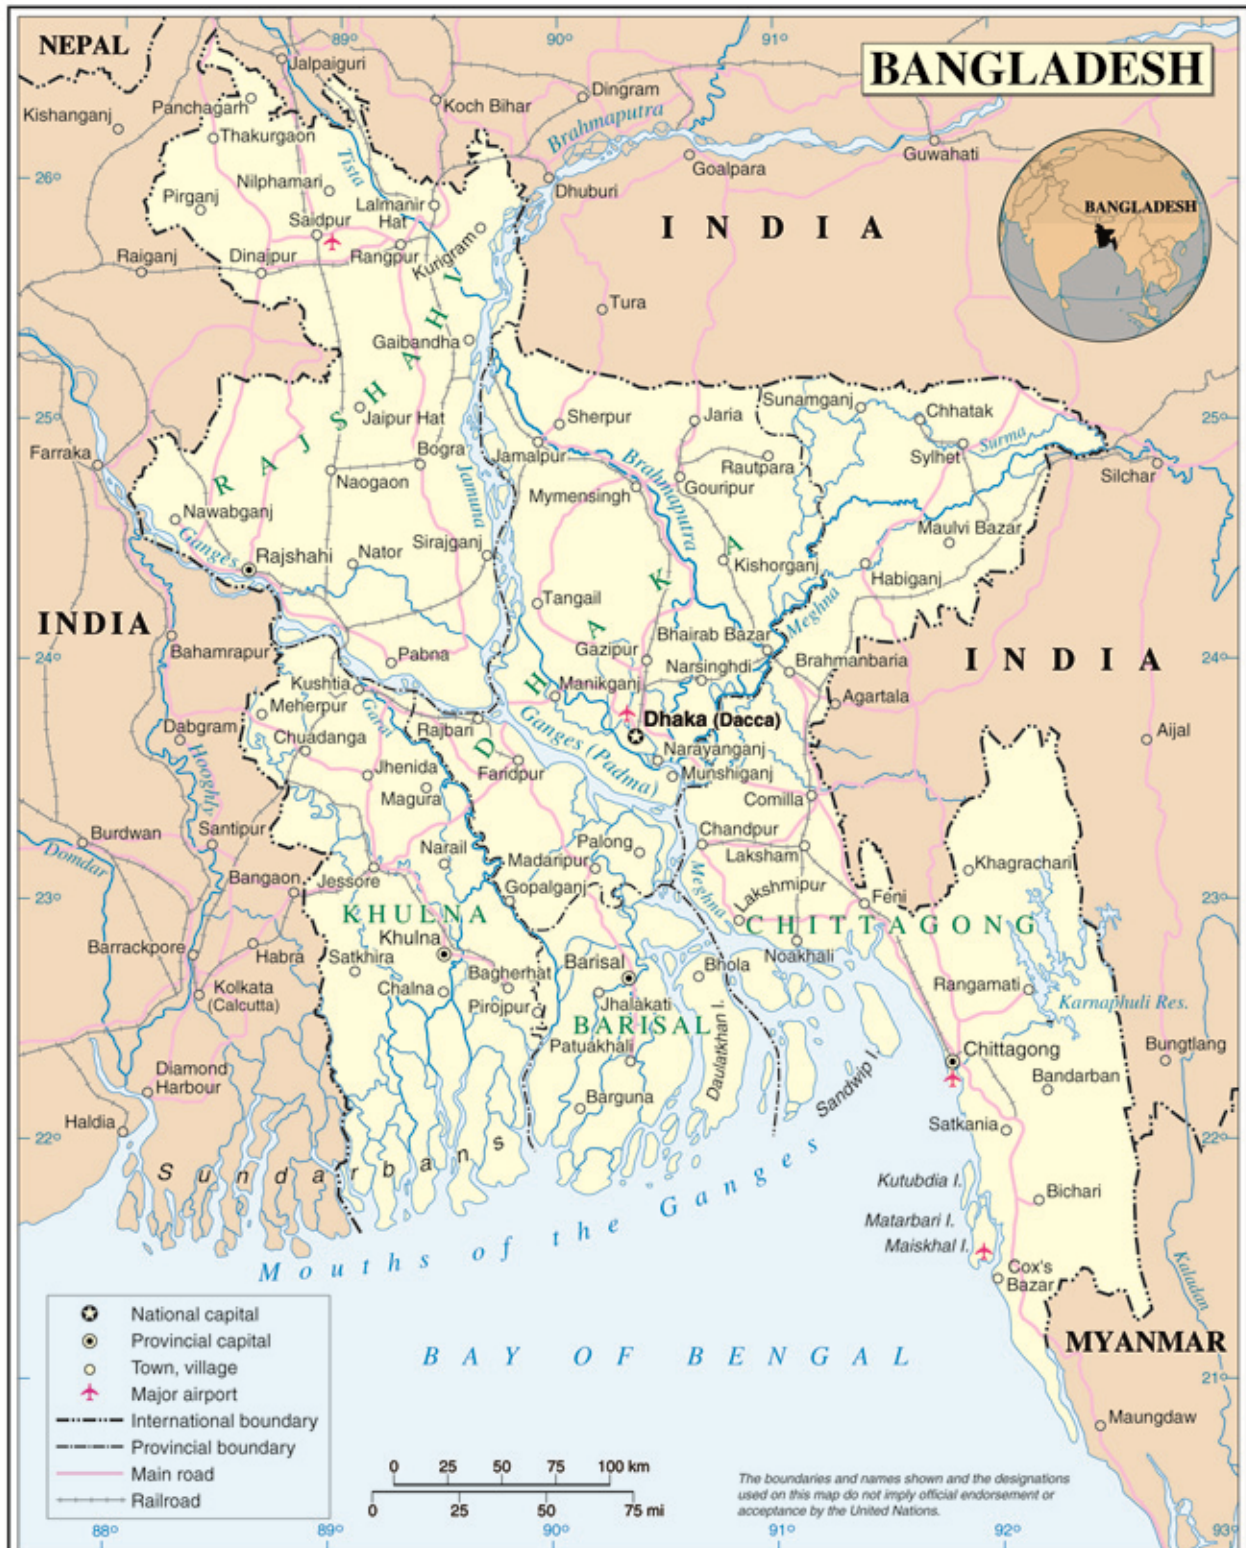 89° 90° 91°
NEPAL
BANGLADESH
Jalpaiguri
Panchagarh
Koch Bihar
Dingram
Kishanganj
Thakurgaon
Brahmaputra
Guwahati
Goalpara
Tista
26°
Nilphamari
Dhuburi
Pirganj
Lalmanir
Hat
BANGLADESH
Saidpur
INDIA
Raiganj
Dinajpur
Rangpur
Kurigram
Tura
Gaibandha
RAJSHAHI
25°
25°
Jaipur Hat
Sherpur
Jaria
Sunamganj
Chhatak
Surma
Farraka
Bogra
Jamalpur
Brahmaputra
Rautpara
Sylhet
Silchar
Naogaon
Jamuna
Mymensingh
Gouripur
Nawabganj
Maulvi Bazar
Ganges
Rajshahi
Nator
Sirajganj
Kishorganj
Habiganj
Tangail
DHAKA
Meghna
INDIA
Bhairab Bazar
Bahamrapur
Gazipur
24°
24°
Pabna
Narsinghdi
Brahmanbaria
INDIA
Kushtia
Manikganj
Agartala
Meherpur
Garai
Dhaka (Dacca)
Dabgram
Rajbari
Ganges (Padma)
Aijal
Chuadanga
Narayanganj
Hooghly
Jhenida
Faridpur
Munshiganj
Magura
Comilla
Burdwan
Santipur
Chandpur
Domdar
Narail
Palong
Laksham
Madaripur
Khagrachari
Bangaon
Jessore
Gopalganj
Meghna
Lakshmipur
Feni
23°
23°
KHULNA
CHITTAGONG
Barrackpore
Khulna
Habra
Satkhira
Barisal
Bhola
Noakhali
Bagherhat
Kolkata
(Calcutta)
Chalna
Jhalakati
Rangamati
Karnaphuli Res.
Pirojpur
BARISAL
Daulatkhan I.
Patuakhali
Chittagong
Bungtlang
Diamond
Harbour
Sandwip I.
Bandarban
Barguna
Haldia
Satkania
22°
22°
Sundarbans
Kutubdia I.
Bichari
Mouths of the Ganges
Matarbari I.
Maiskhal I.
Kaladan
Cox's
Bazar
National capital
Provincial capital
MYANMAR
Town, village
BAY OF BENGAL
21°
Major airport
International boundary
Maungdaw
Provincial boundary
Main road
0 25 50 75 100 km
Railroad
0 25 50 75 mi
The boundaries and names shown and the designations
used on this map do not imply official endorsement or
acceptance by the United Nations.
88° 89° 90° 91° 92°